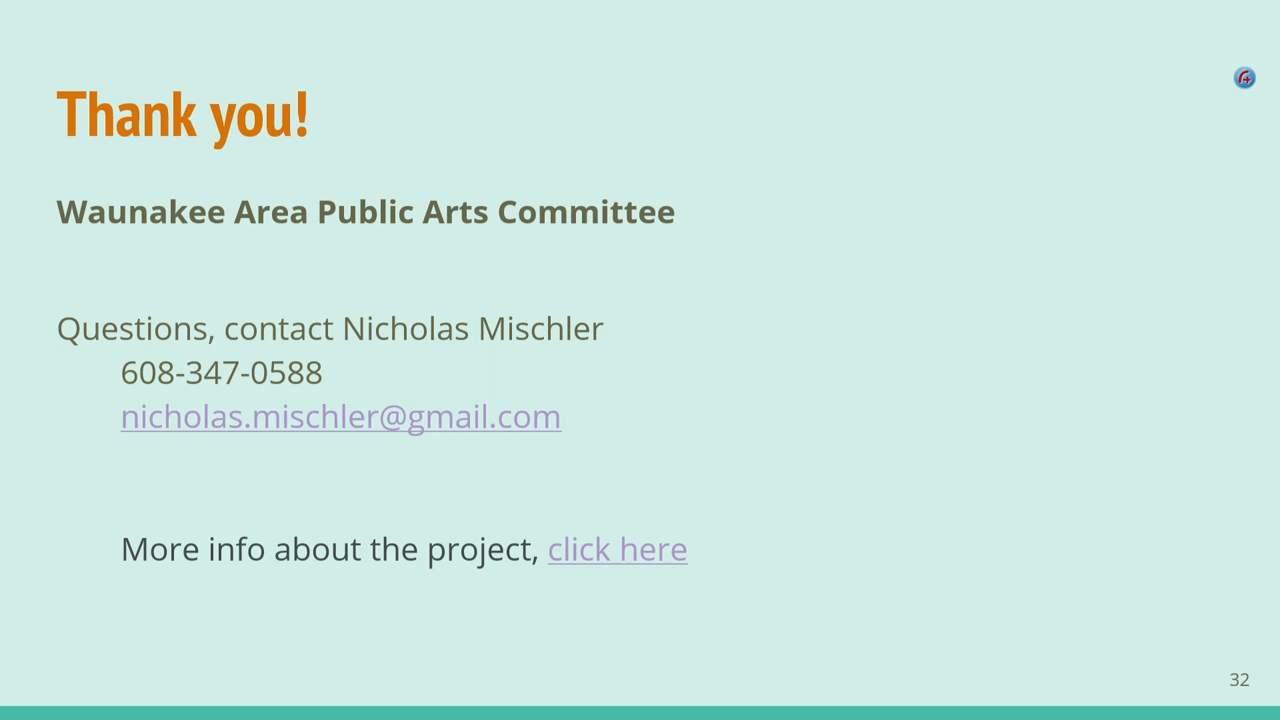 Thank you!
Waunakee Area Public Arts Committee
Questions, contact Nicholas Mischler
608-347-0588
nicholas.mischler@gmail.com
More info about the project, click here
32